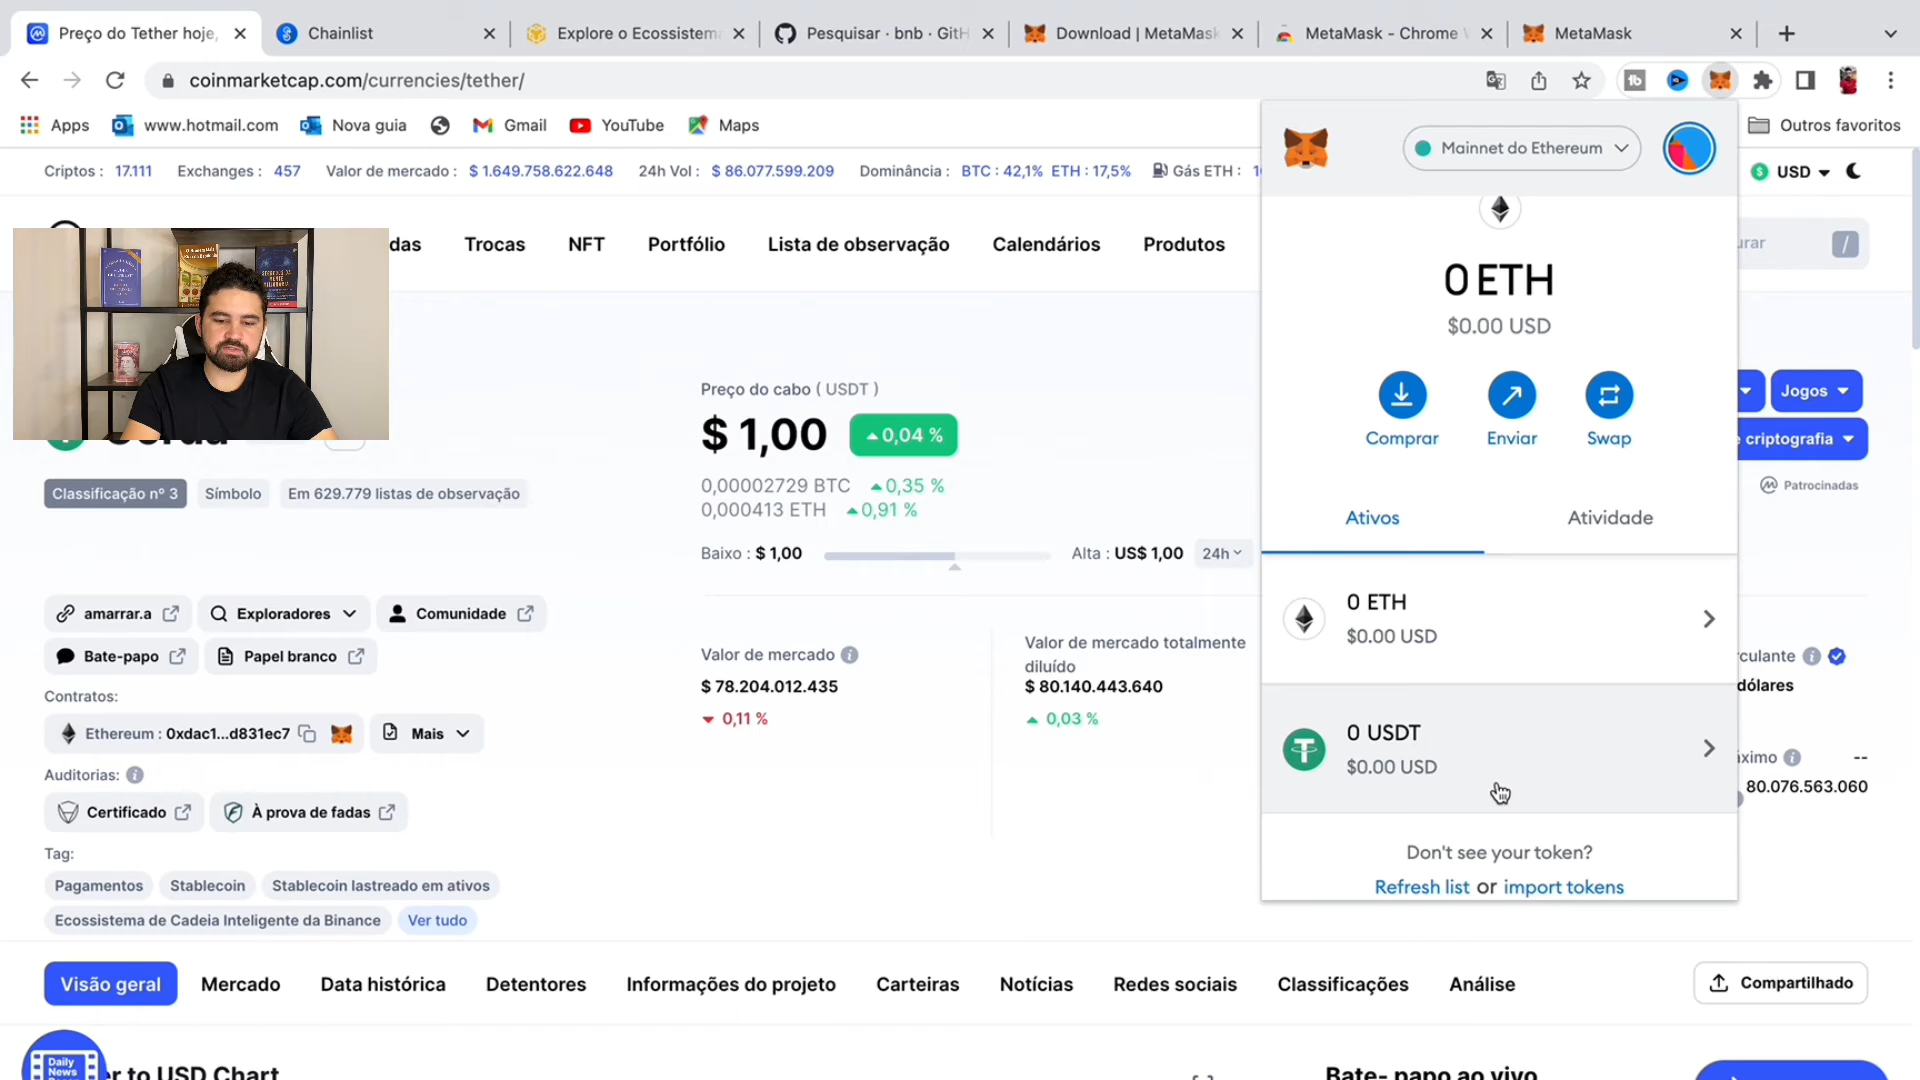 Preço do Tether hoje,
Chainlist
Explore o Ecossistema
Pesquisar · bnb · GitH
Download | MetaMask
MetaMask - Chrome
MetaMask
coinmarketcap.com/currencies/tether/
Apps
www.hotmail.com
Nova guia
Gmail
YouTube
Maps
Outros favoritos
Criptos : 17.111
Exchanges : 457
Valor de mercado : $ 1.649.758.622.648
24h Vol : $ 86.077.599.209
Dominância : BTC : 42,1% ETH : 17,5%
Gás ETH :
USD
das
Trocas
NFT
Portfólio
Lista de observação
Calendários
Produtos
urar
/
Mainnet do Ethereum
0 ETH
$0.00 USD
Comprar
Enviar
Swap
Ativos
Atividade
0 ETH
$0.00 USD
0 USDT
$0.00 USD
Don't see your token?
Refresh list or import tokens
Jogos
e criptografia
Patrocinadas
Preço do cabo ( USDT )
$ 1,00
0,04 %
0,00002729 BTC 0,35 %
0,000413 ETH 0,91 %
Baixo : $ 1,00
Alta : US$ 1,00
24h
Classificação nº 3
Símbolo
Em 629.779 listas de observação
amarrar.a
Exploradores
Comunidade
Bate-papo
Papel branco
Contratos:
Ethereum : 0xdac1...d831ec7
Mais
Auditorias:
Certificado
À prova de fadas
Tag:
Pagamentos
Stablecoin
Stablecoin lastreado em ativos
Ecossistema de Cadeia Inteligente da Binance
Ver tudo
Valor de mercado
$ 78.204.012.435
0,11 %
Valor de mercado totalmente
diluído
$ 80.140.443.640
0,03 %
rculante
dólares
áximo
--
80.076.563.060
Visão geral
Mercado
Data histórica
Detentores
Informações do projeto
Carteiras
Notícias
Redes sociais
Classificações
Análise
Compartilhado
Daily
News
er to USD Chart
Bate- papo ao vivo